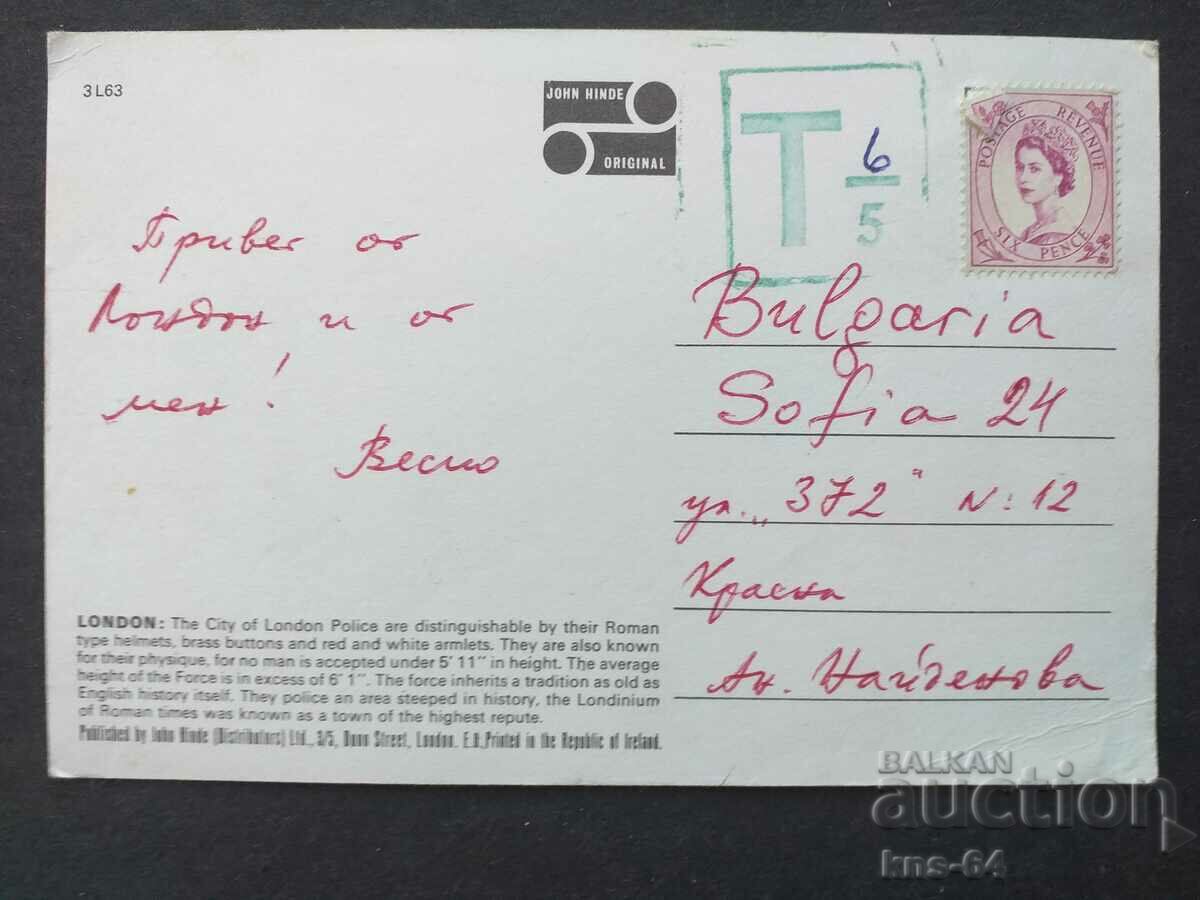 3 L63
JOHN HINDE
ORIGINAL
T 6
5
POSTAGE REVENUE
SIX PENCE
Привет от
Лондон и от
мен!
Весно
Bulgaria
Sofia 24
ул. „372“ N: 12
Красна
Ан. Найденова
LONDON: The City of London Police are distinguishable by their Roman
type helmets, brass buttons and red and white armlets. They are also known
for their physique, for no man is accepted under 5' 11" in height. The average
height of the Force is in excess of 6' 1". The force inherits a tradition as old as
English history itself. They police an area steeped in history, the Londinium
of Roman times was known as a town of the highest repute.
Published by John Hinde (Distributors) Ltd., 3/5, Dunn Street, London. E.8. Printed in the Republic of Ireland.
BALKAN
auction
kns-64